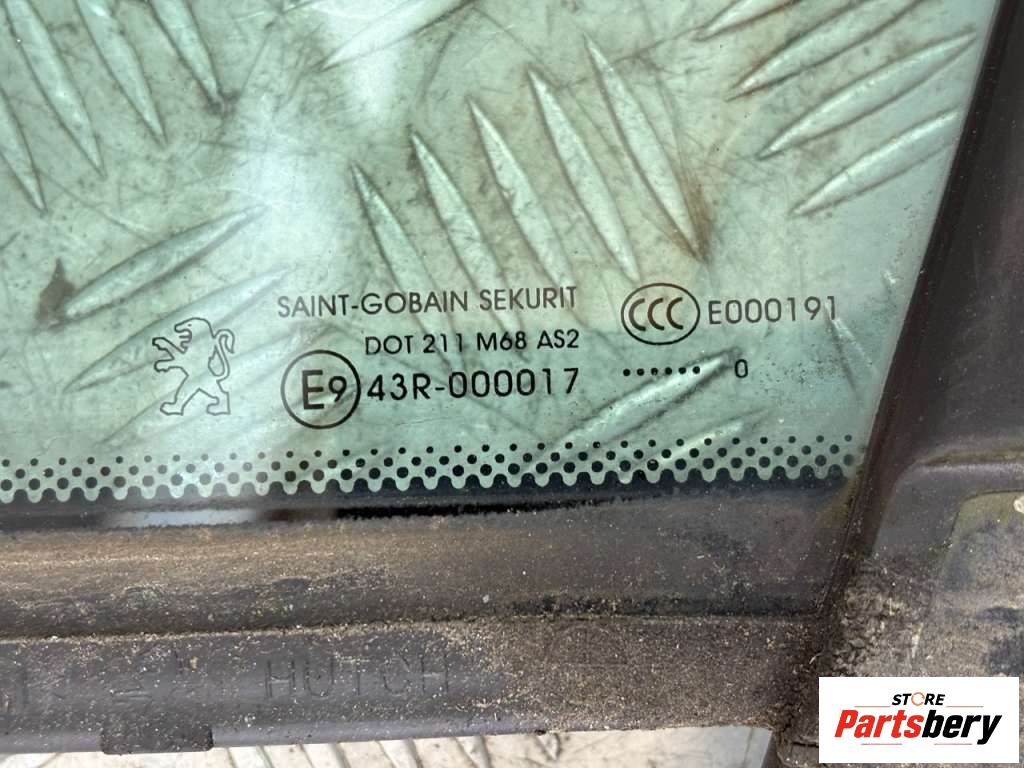 SAINT-GOBAIN SEKURIT
DOT 211 M68 AS2
E9 43R-000017
CCC E000191
...... 0
HUTCH
STORE
Partsbery